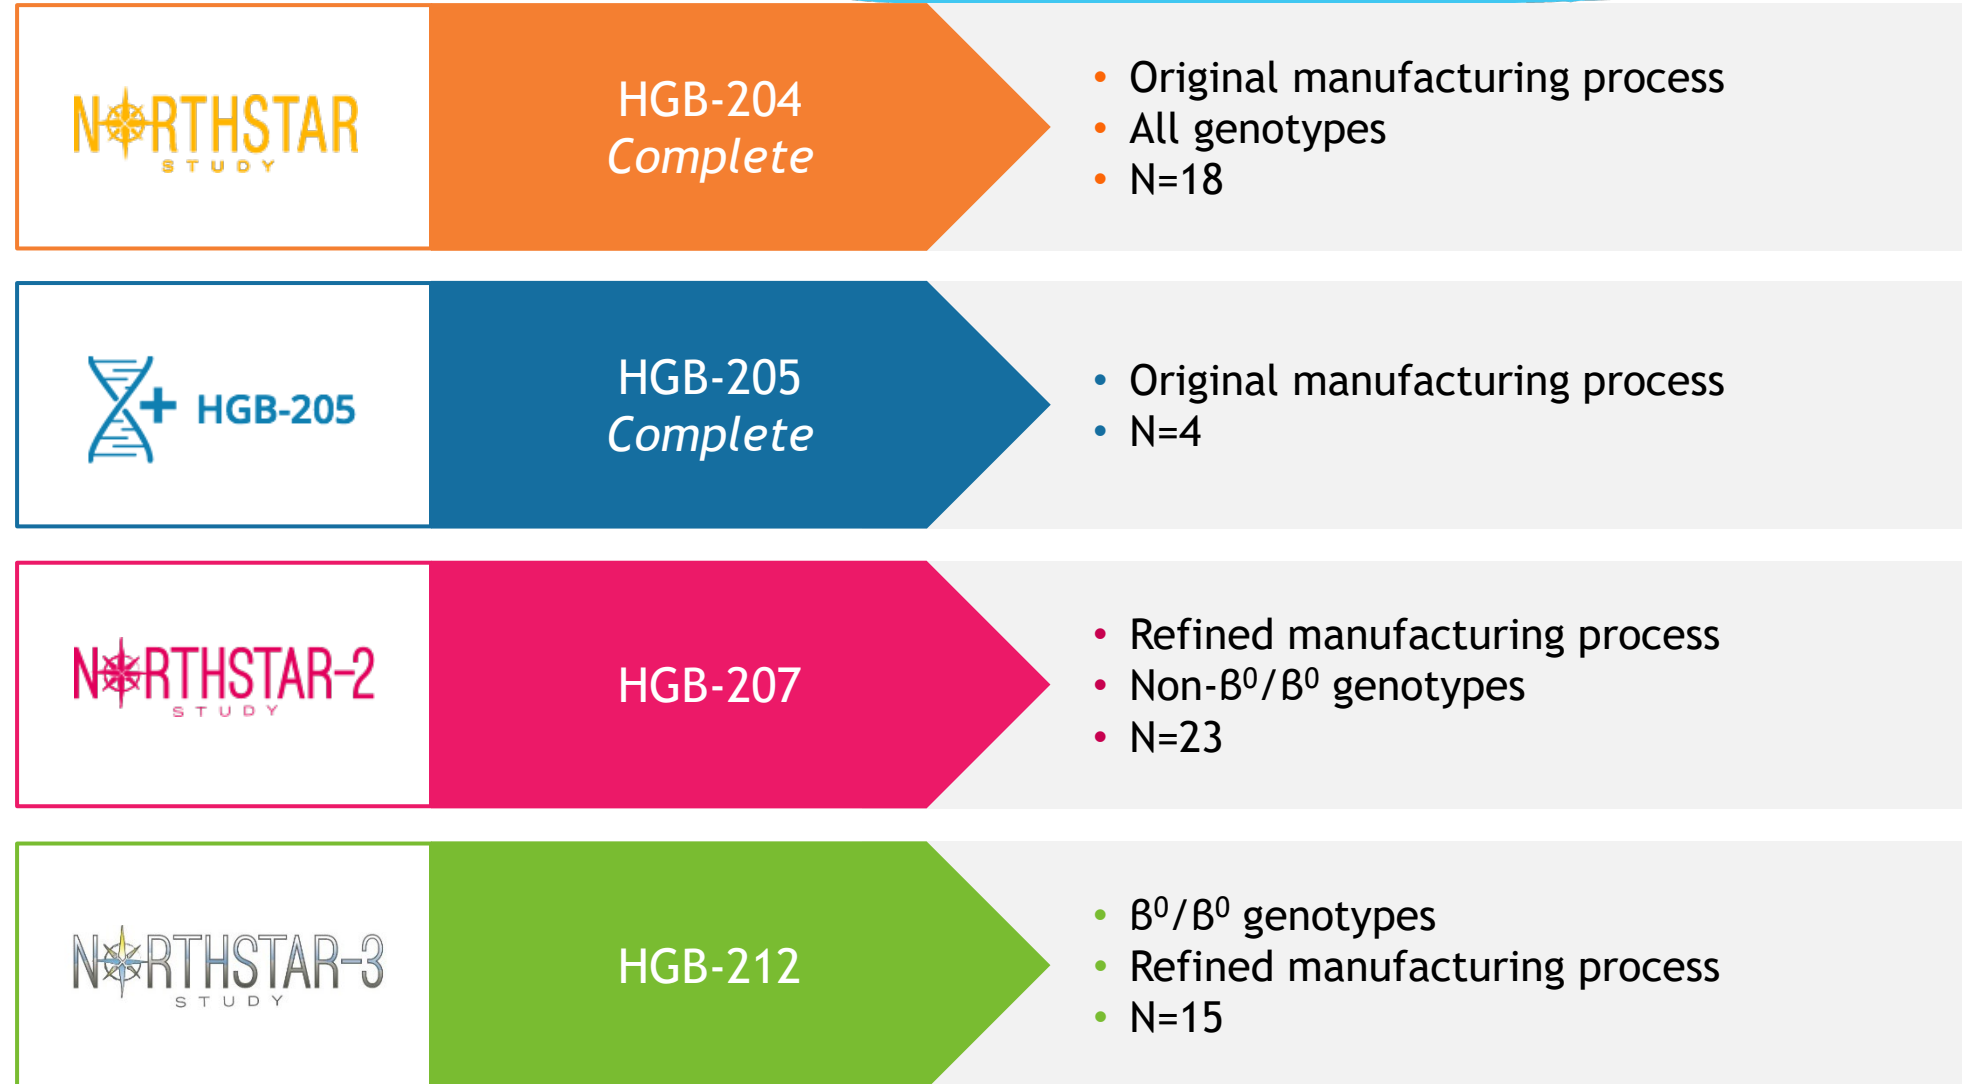 NORTHSTAR
STUDY
HGB-204
Complete
• Original manufacturing process
• All genotypes
• N=18
HGB-205
HGB-205
Complete
• Original manufacturing process
• N=4
NORTHSTAR-2
STUDY
HGB-207
• Refined manufacturing process
• Non-β⁰/β⁰ genotypes
• N=23
NORTHSTAR-3
STUDY
HGB-212
• β⁰/β⁰ genotypes
• Refined manufacturing process
• N=15